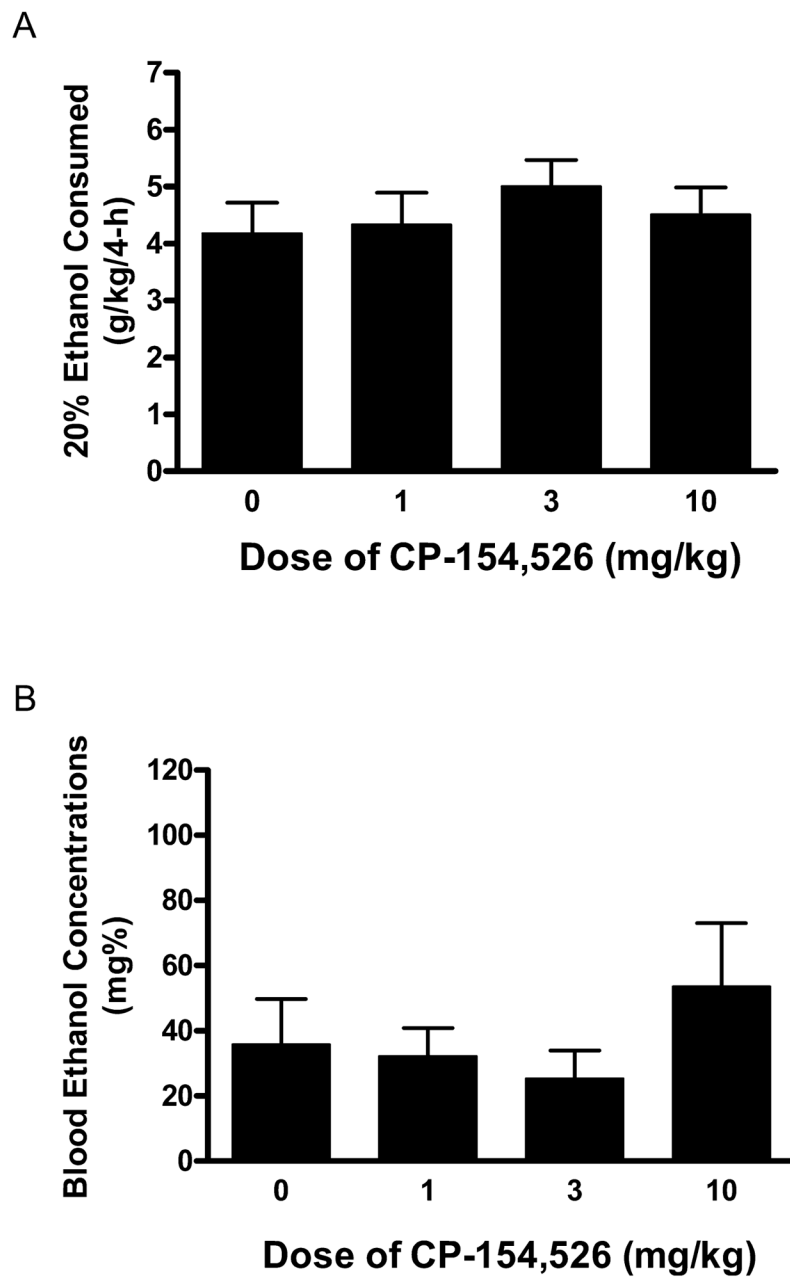 A
20% Ethanol Consumed
(g/kg/4-h)
7
6
5
4
3
2
1
0
0 1 3 10
Dose of CP-154,526 (mg/kg)
B
Blood Ethanol Concentrations
(mg%)
120
100
80
60
40
20
0
0 1 3 10
Dose of CP-154,526 (mg/kg)